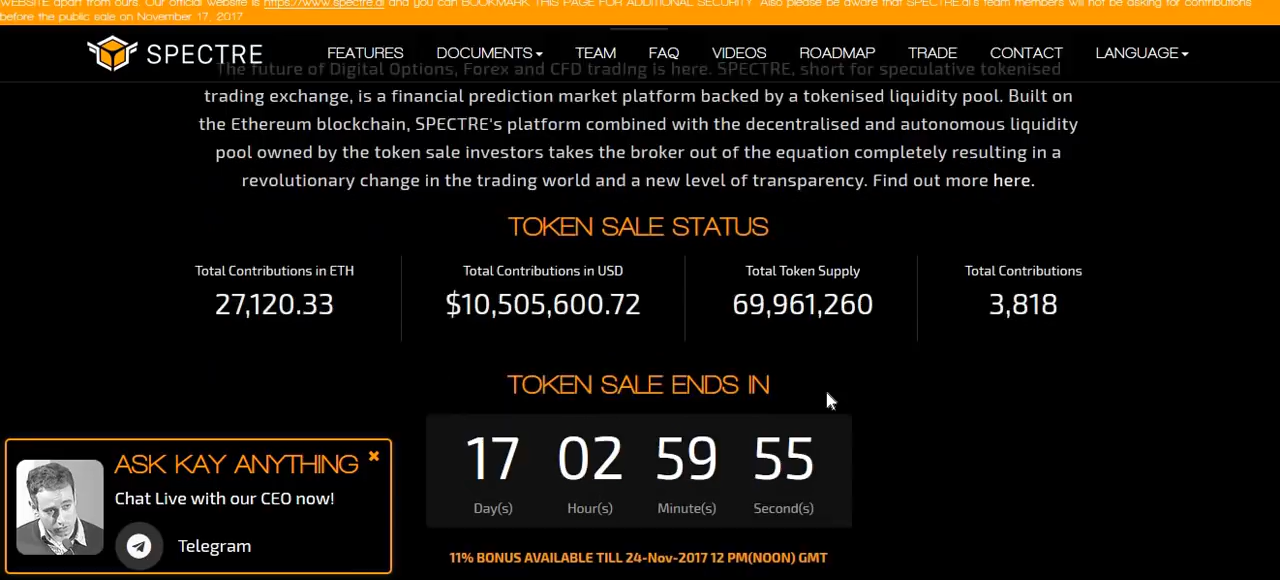 WEBSITE apart from ours. Our official website is https://www.spectre.ai and you can BOOKMARK THIS PAGE FOR ADDITIONAL SECURITY. Also please be aware that SPECTRE.ai's team members will not be asking for contributions
before the public sale on November 17, 2017
SPECTRE FEATURES DOCUMENTS TEAM FAQ VIDEOS ROADMAP TRADE CONTACT LANGUAGE
The future of Digital Options, Forex and CFD trading is here. SPECTRE, short for speculative tokenised
trading exchange, is a financial prediction market platform backed by a tokenised liquidity pool. Built on
the Ethereum blockchain, SPECTRE's platform combined with the decentralised and autonomous liquidity
pool owned by the token sale investors takes the broker out of the equation completely resulting in a
revolutionary change in the trading world and a new level of transparency. Find out more here.
TOKEN SALE STATUS
Total Contributions in ETH Total Contributions in USD Total Token Supply Total Contributions
27,120.33 $10,505,600.72 69,961,260 3,818
TOKEN SALE ENDS IN
17 02 59 55
Day(s) Hour(s) Minute(s) Second(s)
11% BONUS AVAILABLE TILL 24-Nov-2017 12 PM(NOON) GMT
ASK KAY ANYTHING
Chat Live with our CEO now!
Telegram